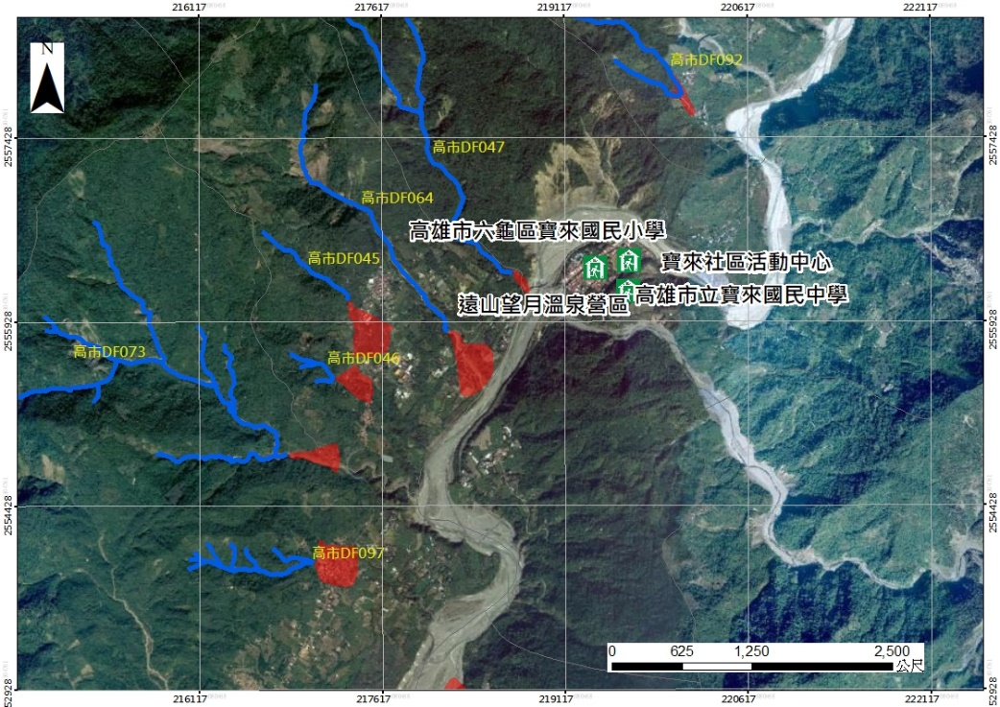 216117
217617
219117
220617
222117
N
高市DF092
2557428
2557428
高市DF047
高市DF064
高雄市六龜區寶來國民小學
高市DF045
寶來社區活動中心
高雄市立寶來國民中學
遠山望月溫泉營區
2555928
2555928
高市DF073
高市DF046
2554428
2554428
高市DF097
0
625
1,250
2,500
公尺
52928
52928
216117
217617
219117
220617
222117